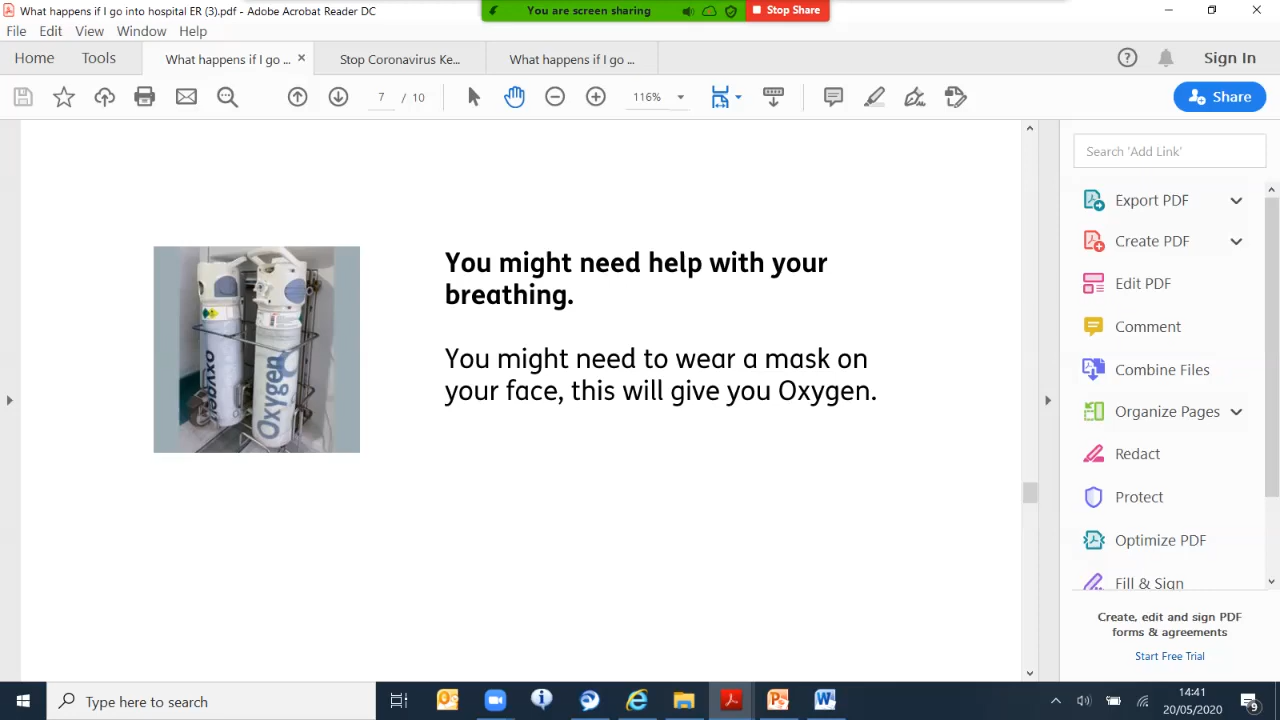 What happens if I go into hospital ER (3).pdf - Adobe Acrobat Reader DC
You are screen sharing
Stop Share
File Edit View Window Help
Home Tools What happens if I go ... Stop Coronavirus Ke... What happens if I go ... Sign In
7 / 10 116% Share
Search 'Add Link'
Export PDF
Create PDF
Edit PDF
Comment
Combine Files
Organize Pages
Redact
Protect
Optimize PDF
Fill & Sign
Create, edit and sign PDF
forms & agreements
Start Free Trial
Oxygen
Oxygen
You might need help with your
breathing.
You might need to wear a mask on
your face, this will give you Oxygen.
Type here to search
14:41
20/05/2020
9